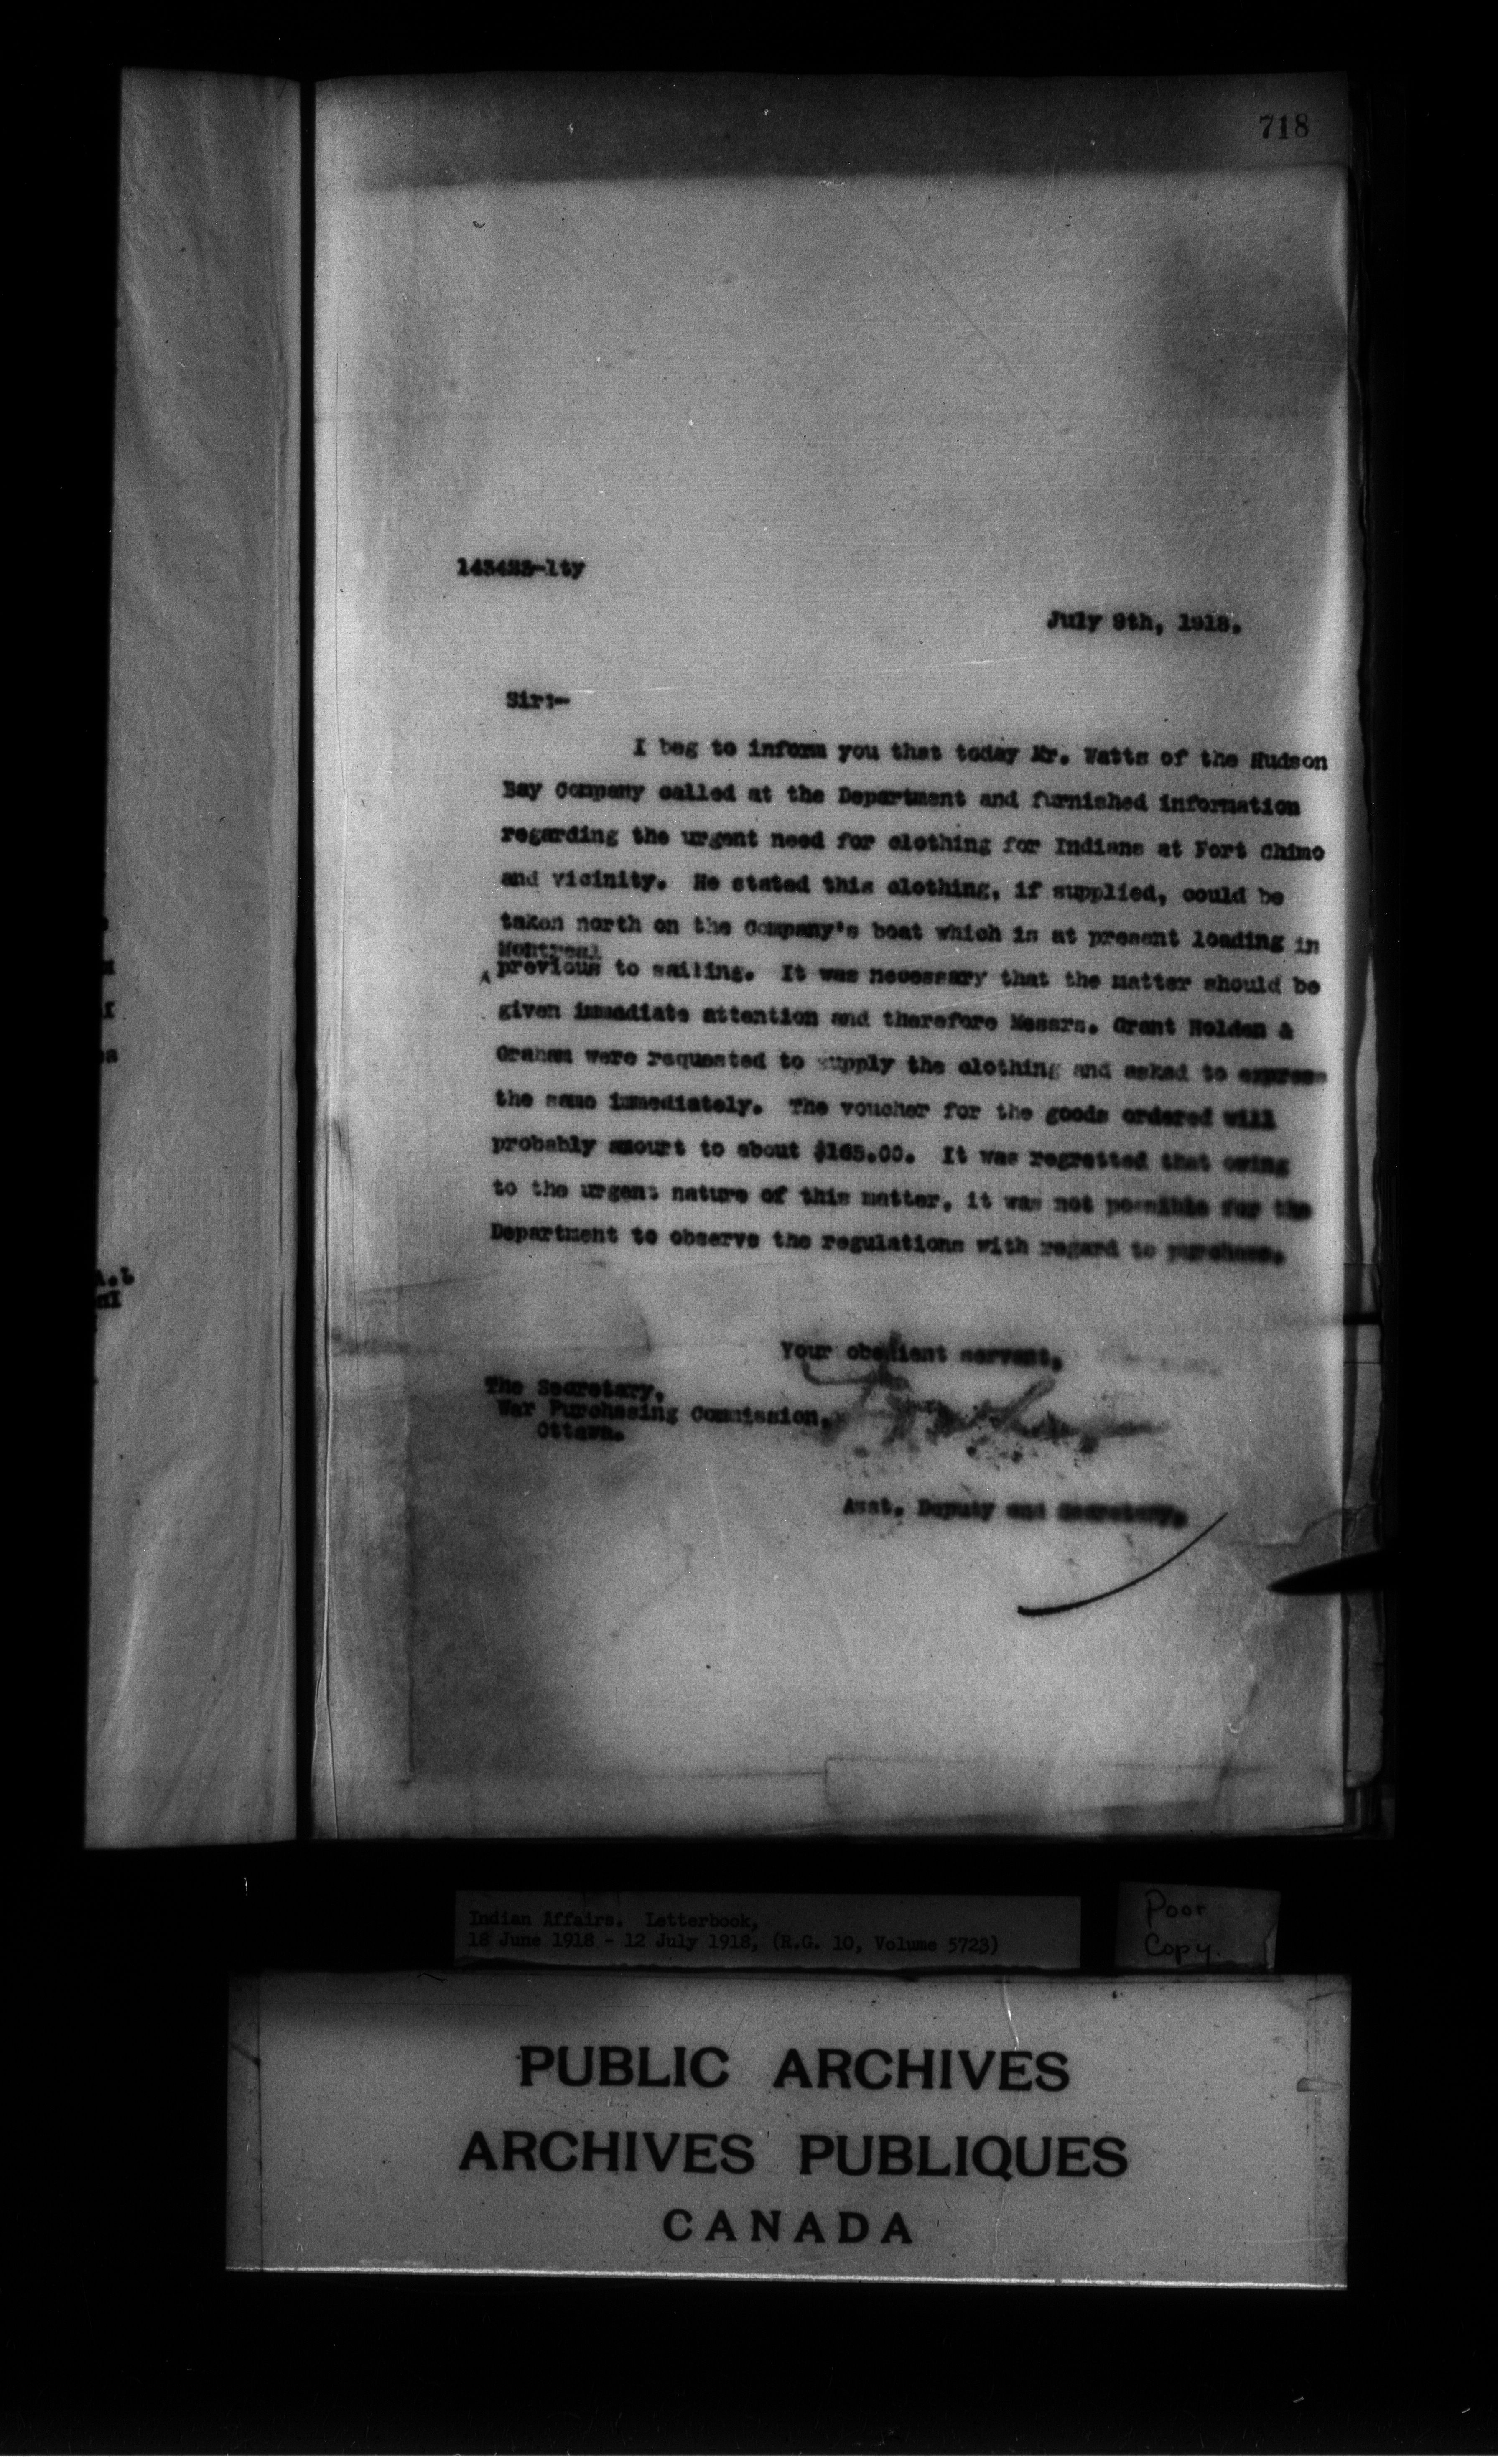 718
143423-1ty
July 9th, 1918.
Sir:-
I beg to inform you that today Mr. Watts of the Hudson
Bay Company called at the Department and furnished information
regarding the urgent need for clothing for Indians at Fort Chimo
and vicinity. He stated this clothing, if supplied, could be
taken north on the Company's boat which is at present loading in
Montreal
previous to sailing. It was necessary that the matter should be
given immediate attention and therefore Messrs. Grant Holden &
Graham were requested to supply the clothing and asked to express
the same immediately. The voucher for the goods ordered will
probably amount to about $165.00. It was regretted that owing
to the urgent nature of this matter, it was not possible for the
Department to observe the regulations with regard to purchase.
Your obedient servant,
The Secretary,
War Purchasing Commission,
Ottawa.
Asst. Deputy and Secretary.
A.L
Indian Affairs. Letterbook,
18 June 1918 - 12 July 1918, (R.G. 10, Volume 5723)
Poor
Copy.
PUBLIC ARCHIVES
ARCHIVES PUBLIQUES
CANADA